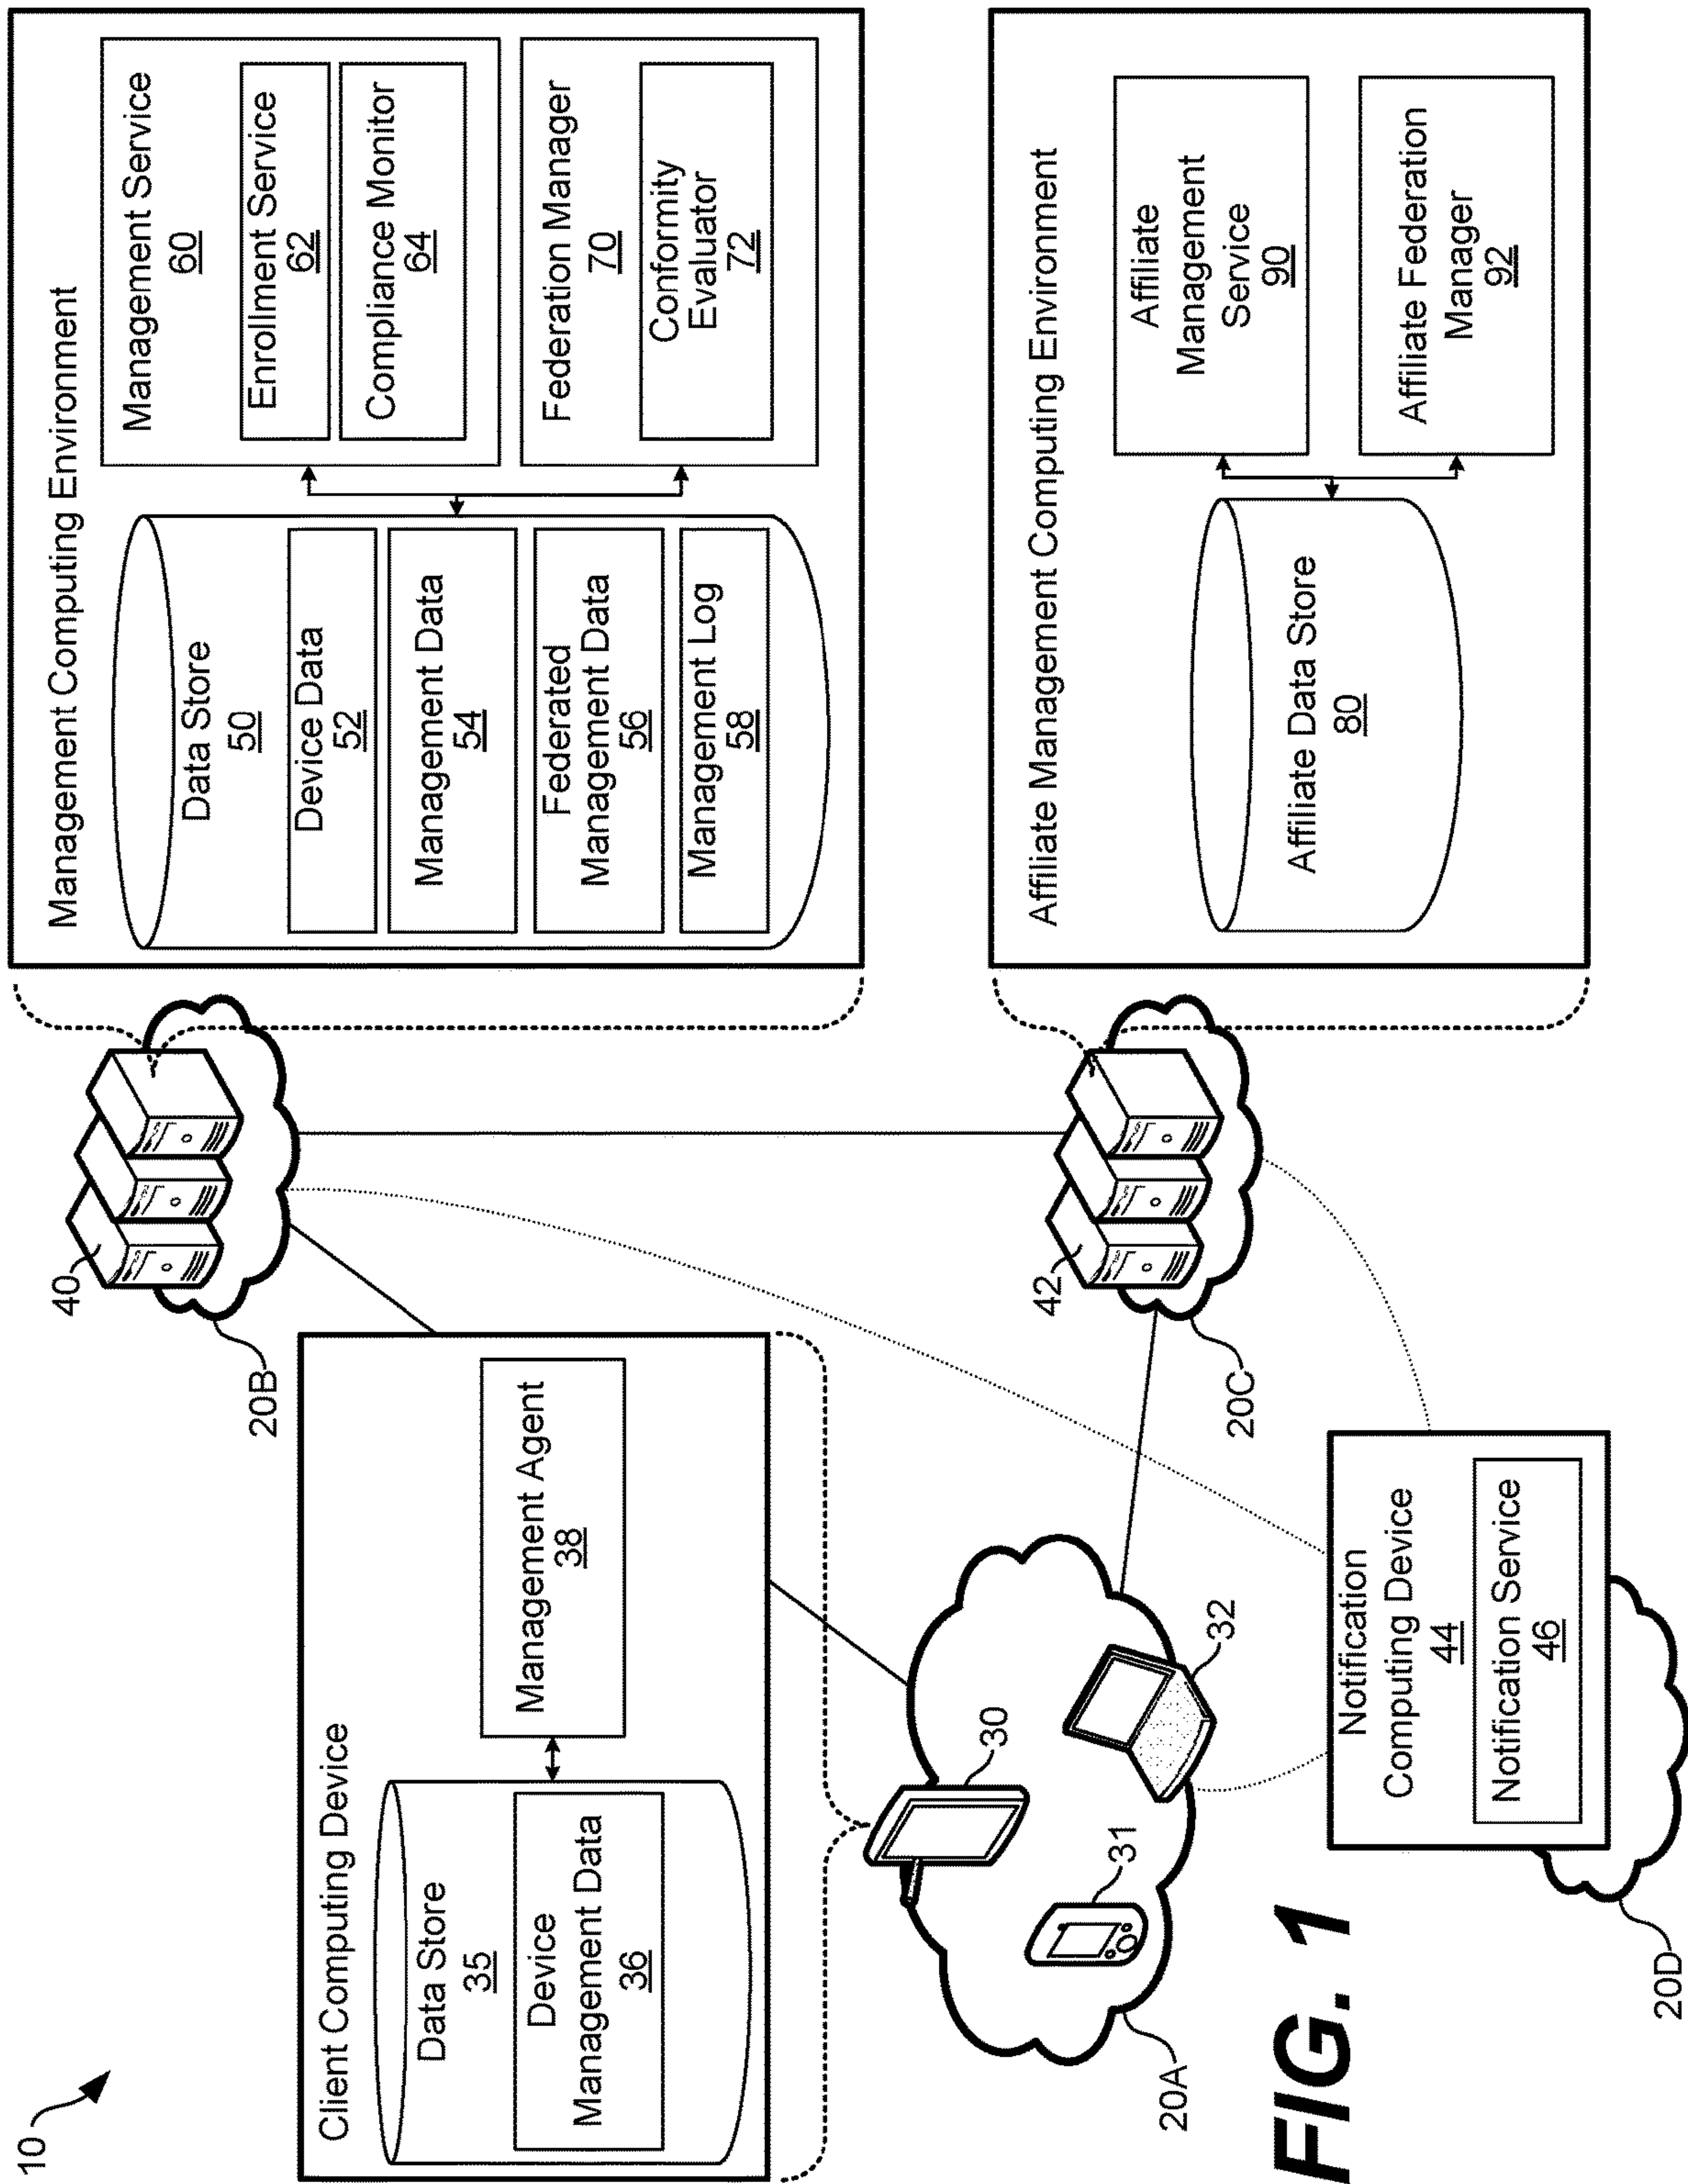 10
Client Computing Device
Data Store
35
Device
Management Data
36
Management Agent
38
40
20B
Management Computing Environment
Data Store
50
Device Data
52
Management Data
54
Federated
Management Data
56
Management Log
58
Management Service
60
Enrollment Service
62
Compliance Monitor
64
Federation Manager
70
Conformity
Evaluator
72
30
31
32
20A
42
20C
Affiliate Management Computing Environment
Affiliate Data Store
80
Affiliate
Management
Service
90
Affiliate Federation
Manager
92
Notification
Computing Device
44
Notification Service
46
20D
FIG. 1